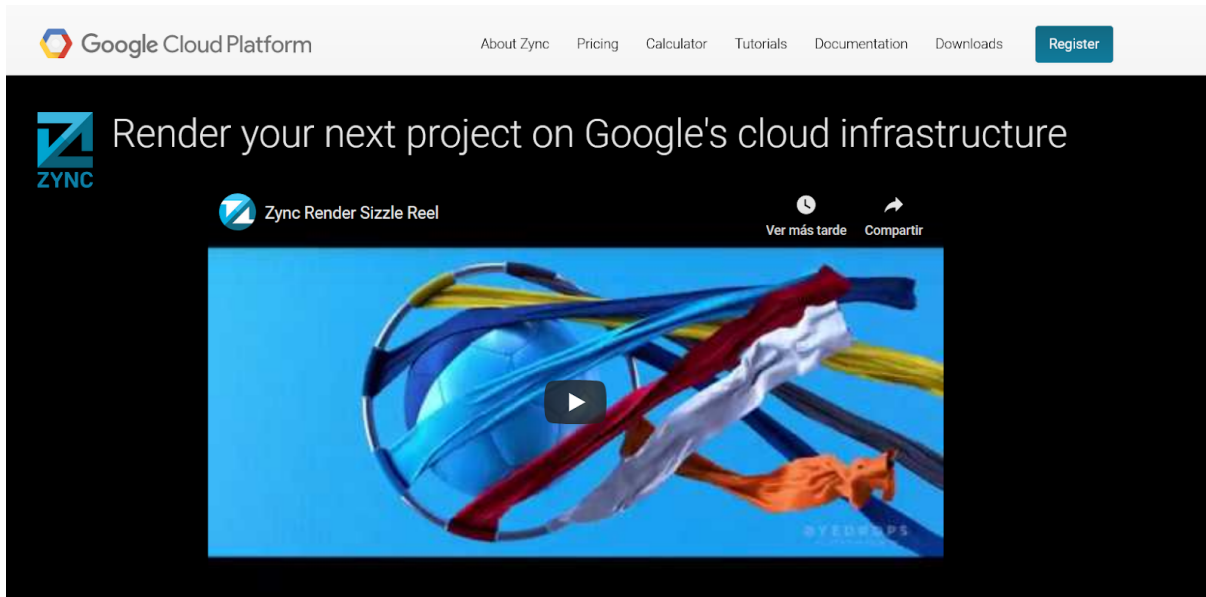 Google Cloud Platform
About Zync Pricing Calculator Tutorials Documentation Downloads Register
Render your next project on Google's cloud infrastructure
ZYNC
Zync Render Sizzle Reel
Ver más tarde Compartir